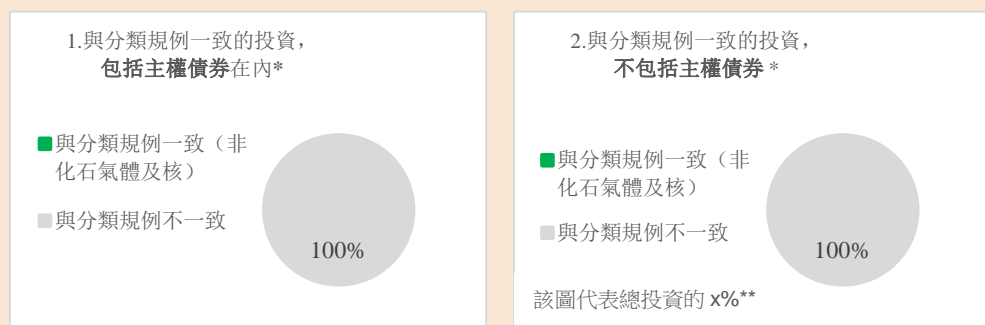 1.與分類規例一致的投資，
包括主權債券在內*
與分類規例一致（非
化石氣體及核）
與分類規例不一致
100%
2.與分類規例一致的投資，
不包括主權債券 *
與分類規例一致（非
化石氣體及核）
與分類規例不一致
100%
該圖代表總投資的 x%**